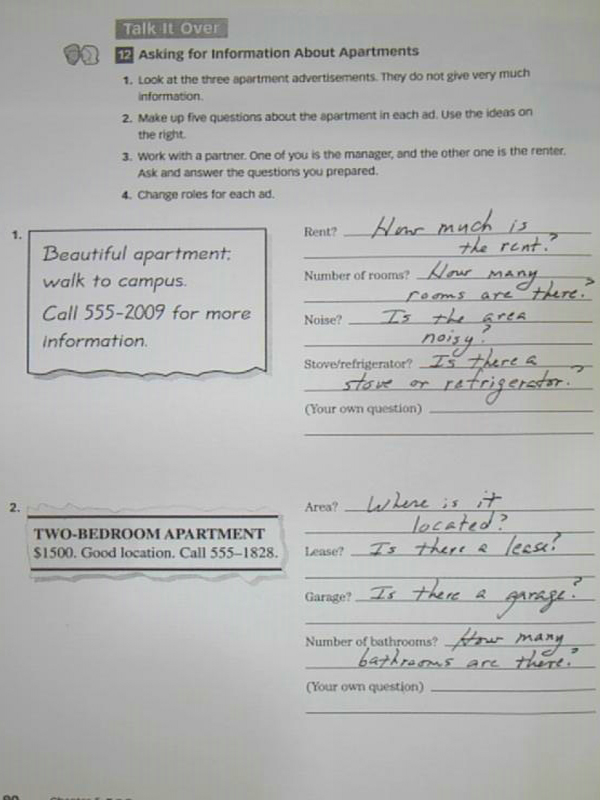 Talk It Over
12 Asking for Information About Apartments
1. Look at the three apartment advertisements. They do not give very much
information.
2. Make up five questions about the apartment in each ad. Use the ideas on
the right.
3. Work with a partner. One of you is the manager, and the other one is the renter.
Ask and answer the questions you prepared.
4. Change roles for each ad.
1.
Beautiful apartment;
walk to campus.
Call 555-2009 for more
information.
Rent? How much is
the rent?
Number of rooms? How many
rooms are there?
Noise? Is the area
noisy?
Stove/refrigerator? Is there a
stove or refrigerator?
(Your own question)
2.
TWO-BEDROOM APARTMENT
$1500. Good location. Call 555–1828.
Area? Where is it
located?
Lease? Is there a lease?
Garage? Is there a garage?
Number of bathrooms? How many
bathrooms are there?
(Your own question)